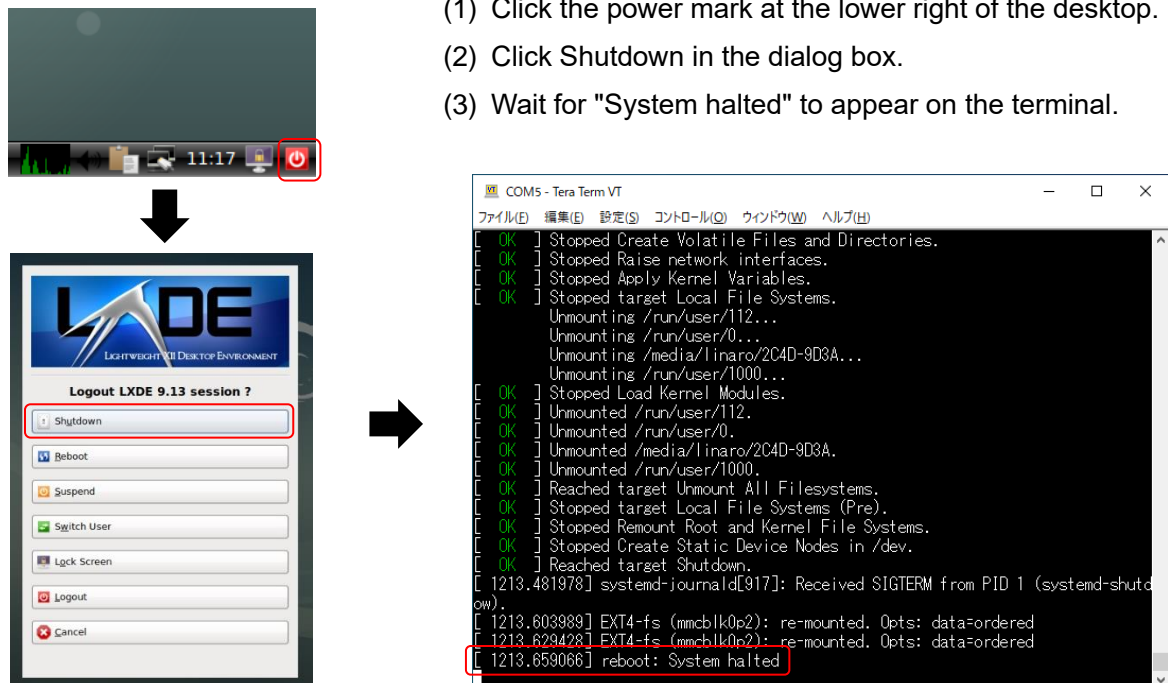 (1) Click the power mark at the lower right of the desktop.
(2) Click Shutdown in the dialog box.
(3) Wait for "System halted" to appear on the terminal.
11:17
LXDE
LIGHTWEIGHT X11 DESKTOP ENVIRONMENT
Logout LXDE 9.13 session ?
Shutdown
Reboot
Suspend
Switch User
Lock Screen
Logout
Cancel
COM5 - Tera Term VT
ファイル(F) 編集(E) 設定(S) コントロール(O) ウィンドウ(W) ヘルプ(H)
[  OK  ] Stopped Create Volatile Files and Directories.
[  OK  ] Stopped Raise network interfaces.
[  OK  ] Stopped Apply Kernel Variables.
[  OK  ] Stopped target Local File Systems.
Unmounting /run/user/112...
Unmounting /run/user/0...
Unmounting /media/linaro/2C4D-9D3A...
Unmounting /run/user/1000...
[  OK  ] Stopped Load Kernel Modules.
[  OK  ] Unmounted /run/user/112.
[  OK  ] Unmounted /run/user/0.
[  OK  ] Unmounted /media/linaro/2C4D-9D3A.
[  OK  ] Unmounted /run/user/1000.
[  OK  ] Reached target Unmount All Filesystems.
[  OK  ] Stopped target Local File Systems (Pre).
[  OK  ] Stopped Remount Root and Kernel File Systems.
[  OK  ] Stopped Create Static Device Nodes in /dev.
[  OK  ] Reached target Shutdown.
[ 1213.481978] systemd-journald[917]: Received SIGTERM from PID 1 (systemd-shutd
ow).
[ 1213.603989] EXT4-fs (mmcblk0p2): re-mounted. Opts: data=ordered
[ 1213.629428] EXT4-fs (mmcblk0p2): re-mounted. Opts: data=ordered
[ 1213.659066] reboot: System halted